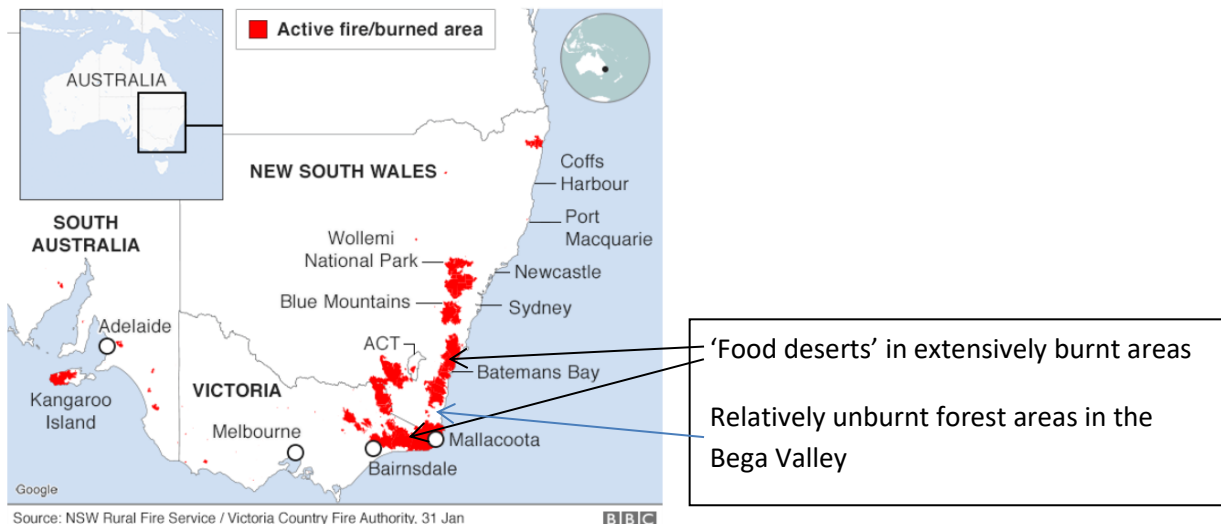 Active fire/burned area
AUSTRALIA
NEW SOUTH WALES
Coffs
Harbour
SOUTH
AUSTRALIA
Port
Macquarie
Wollemi
National Park
Newcastle
Blue Mountains
Sydney
Adelaide
ACT
Batemans Bay
VICTORIA
Kangaroo
Island
Melbourne
Mallacoota
Bairnsdale
Google
Source: NSW Rural Fire Service / Victoria Country Fire Authority, 31 Jan
BBC
‘Food deserts’ in extensively burnt areas
Relatively unburnt forest areas in the
Bega Valley